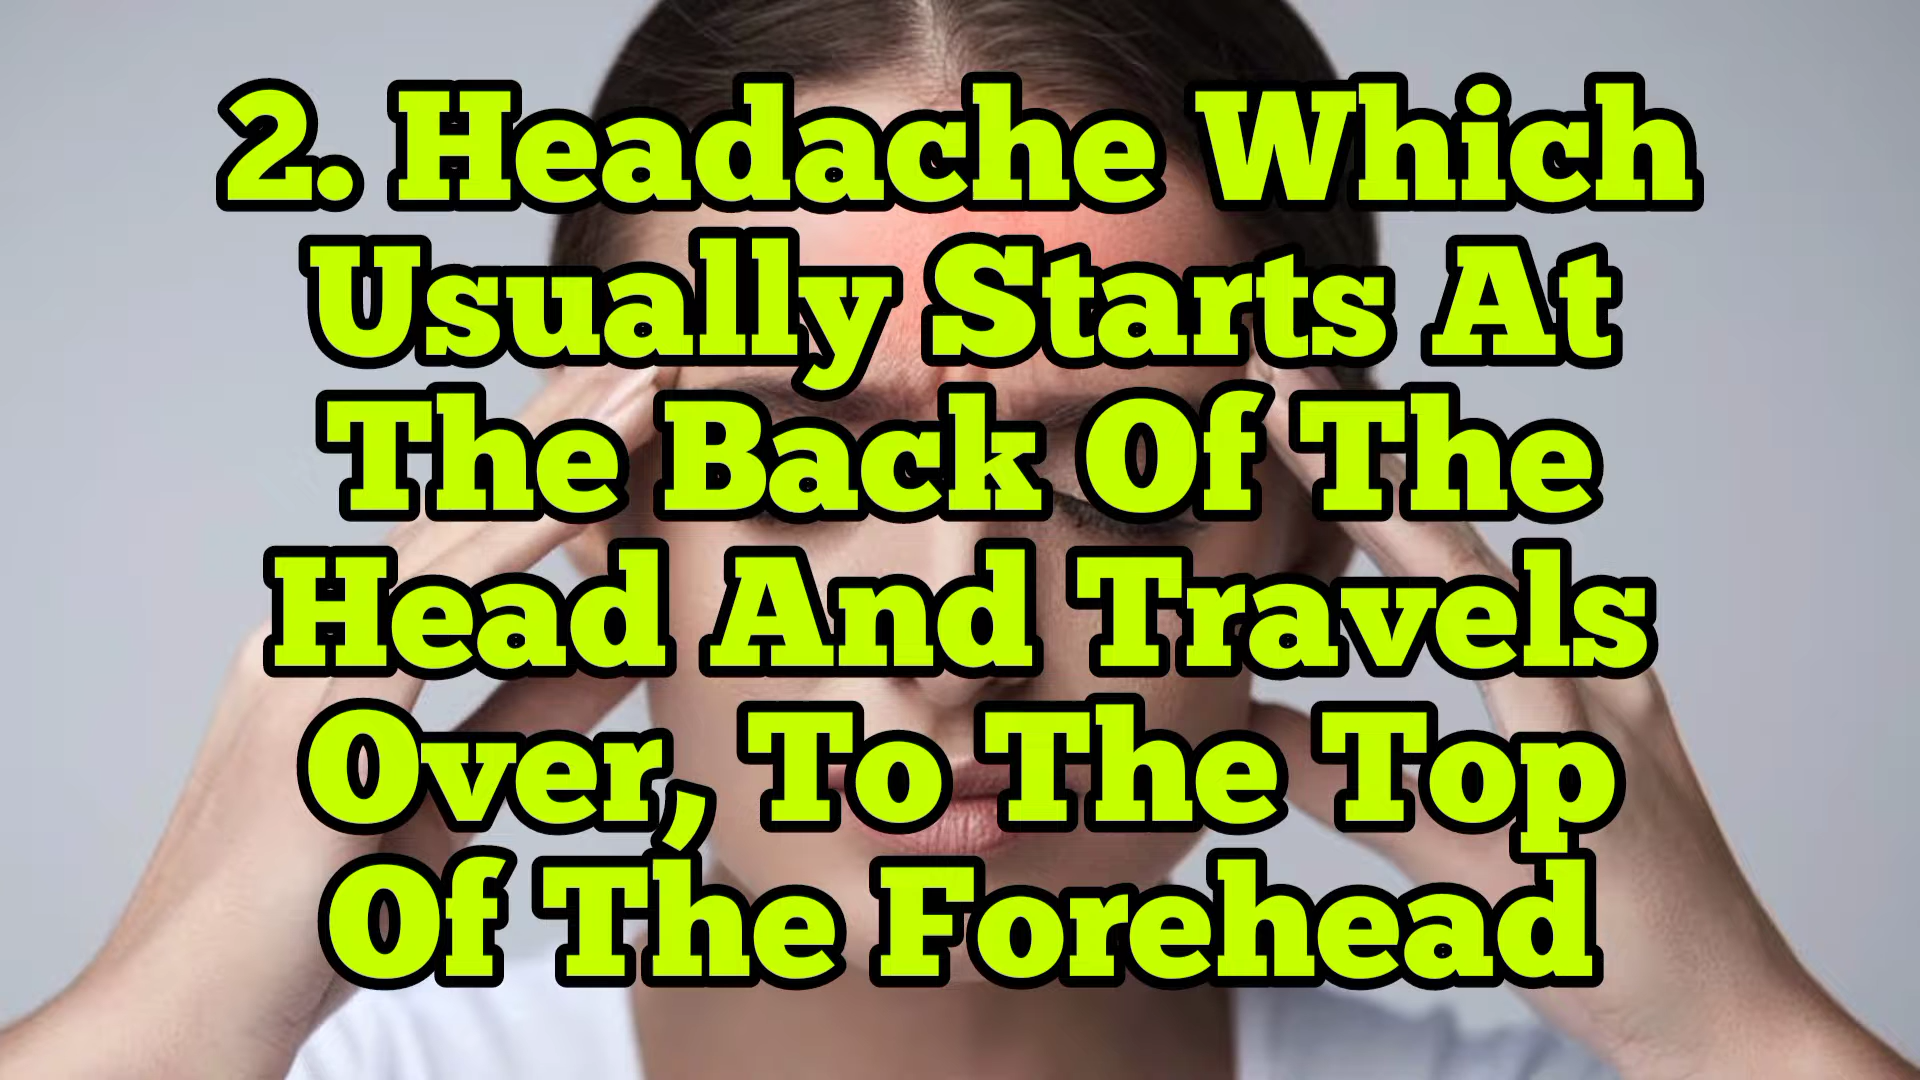 2. Headache Which
Usually Starts At
The Back Of The
Head And Travels
Over, To The Top
Of The Forehead